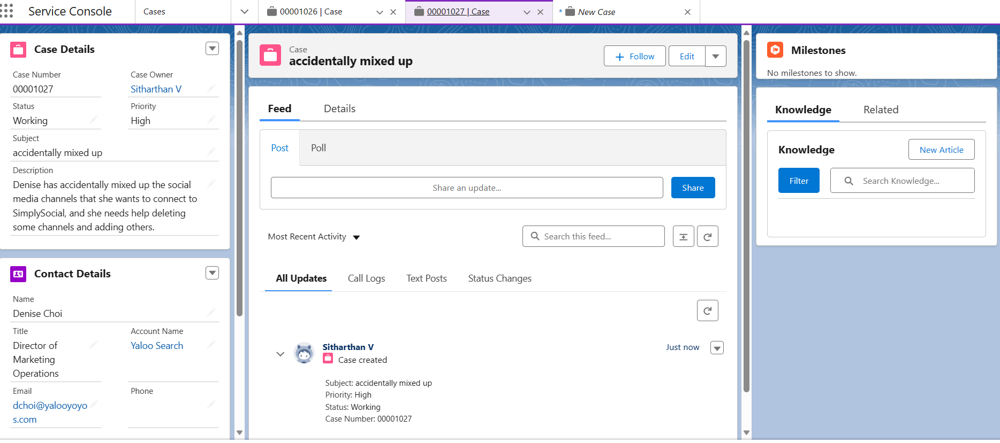 Service Console
Cases
00001026 | Case
00001027 | Case
* New Case
Case Details
Case Number
00001027
Case Owner
Sitharthan V
Status
Working
Priority
High
Subject
accidentally mixed up
Description
Denise has accidentally mixed up the social
media channels that she wants to connect to
SimplySocial, and she needs help deleting
some channels and adding others.
Contact Details
Name
Denise Choi
Title
Director of
Marketing
Operations
Account Name
Yaloo Search
Email
dchoi@yalooyoyo
s.com
Phone
Case
accidentally mixed up
Follow
Edit
Feed
Details
Post
Poll
Share an update...
Share
Most Recent Activity
Search this feed...
All Updates
Call Logs
Text Posts
Status Changes
Sitharthan V
Just now
Case created
Subject: accidentally mixed up
Priority: High
Status: Working
Case Number: 00001027
Milestones
No milestones to show.
Knowledge
Related
Knowledge
New Article
Filter
Search Knowledge...